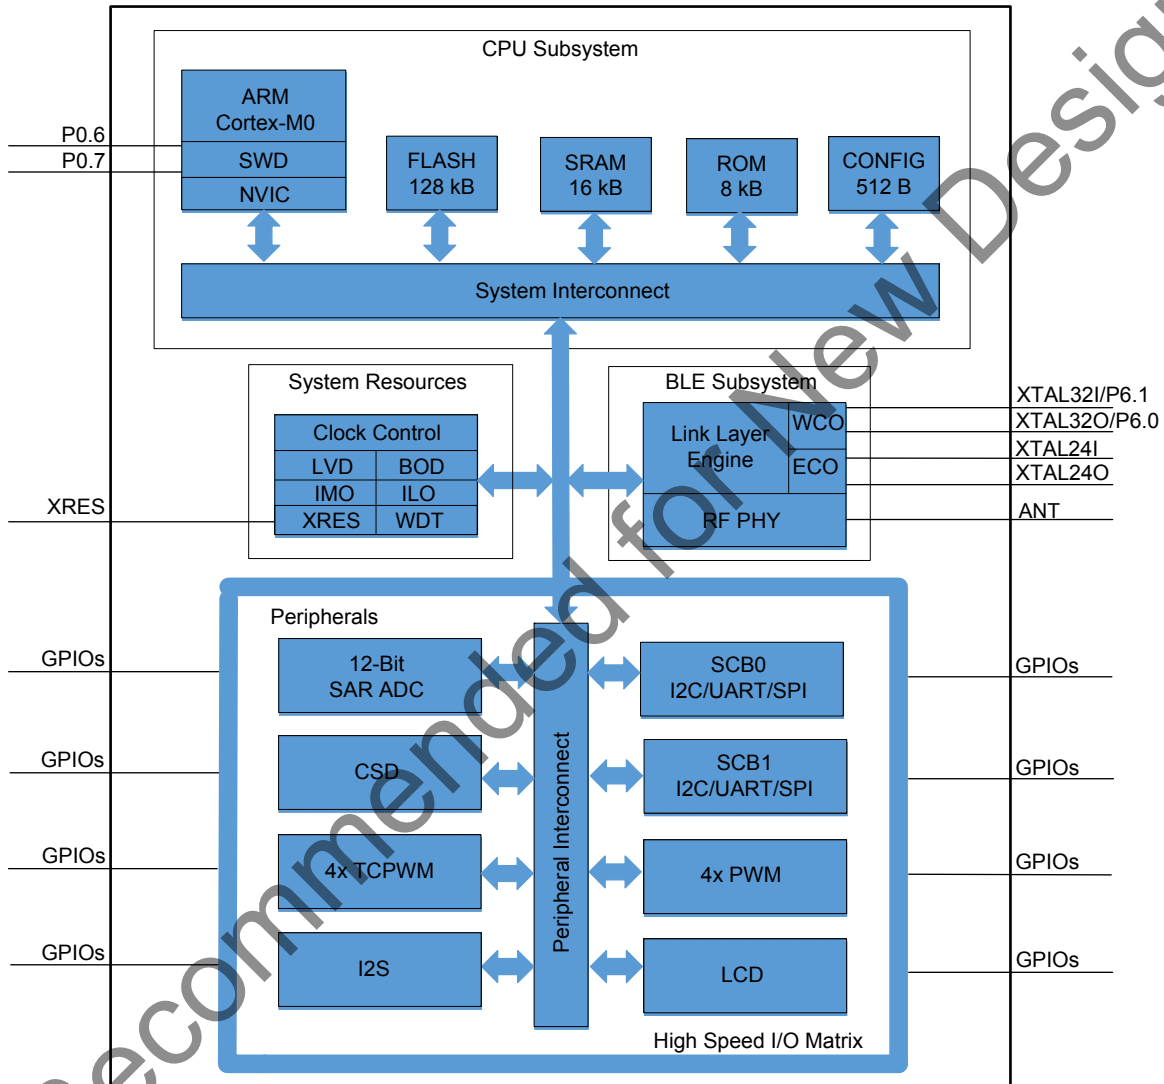 CPU Subsystem
ARM
Cortex-M0
SWD
NVIC
P0.6
P0.7
FLASH
128 kB
SRAM
16 kB
ROM
8 kB
CONFIG
512 B
System Interconnect
System Resources
Clock Control
LVD BOD
IMO ILO
XRES WDT
XRES
BLE Subsystem
Link Layer
Engine
WCO
ECO
RF PHY
XTAL32I/P6.1
XTAL32O/P6.0
XTAL24I
XTAL24O
ANT
Peripherals
GPIOs
12-Bit
SAR ADC
SCB0
I2C/UART/SPI
GPIOs
GPIOs
CSD
SCB1
I2C/UART/SPI
GPIOs
GPIOs
4x TCPWM
4x PWM
GPIOs
GPIOs
I2S
LCD
GPIOs
Peripheral Interconnect
High Speed I/O Matrix
Recommended for New Desig